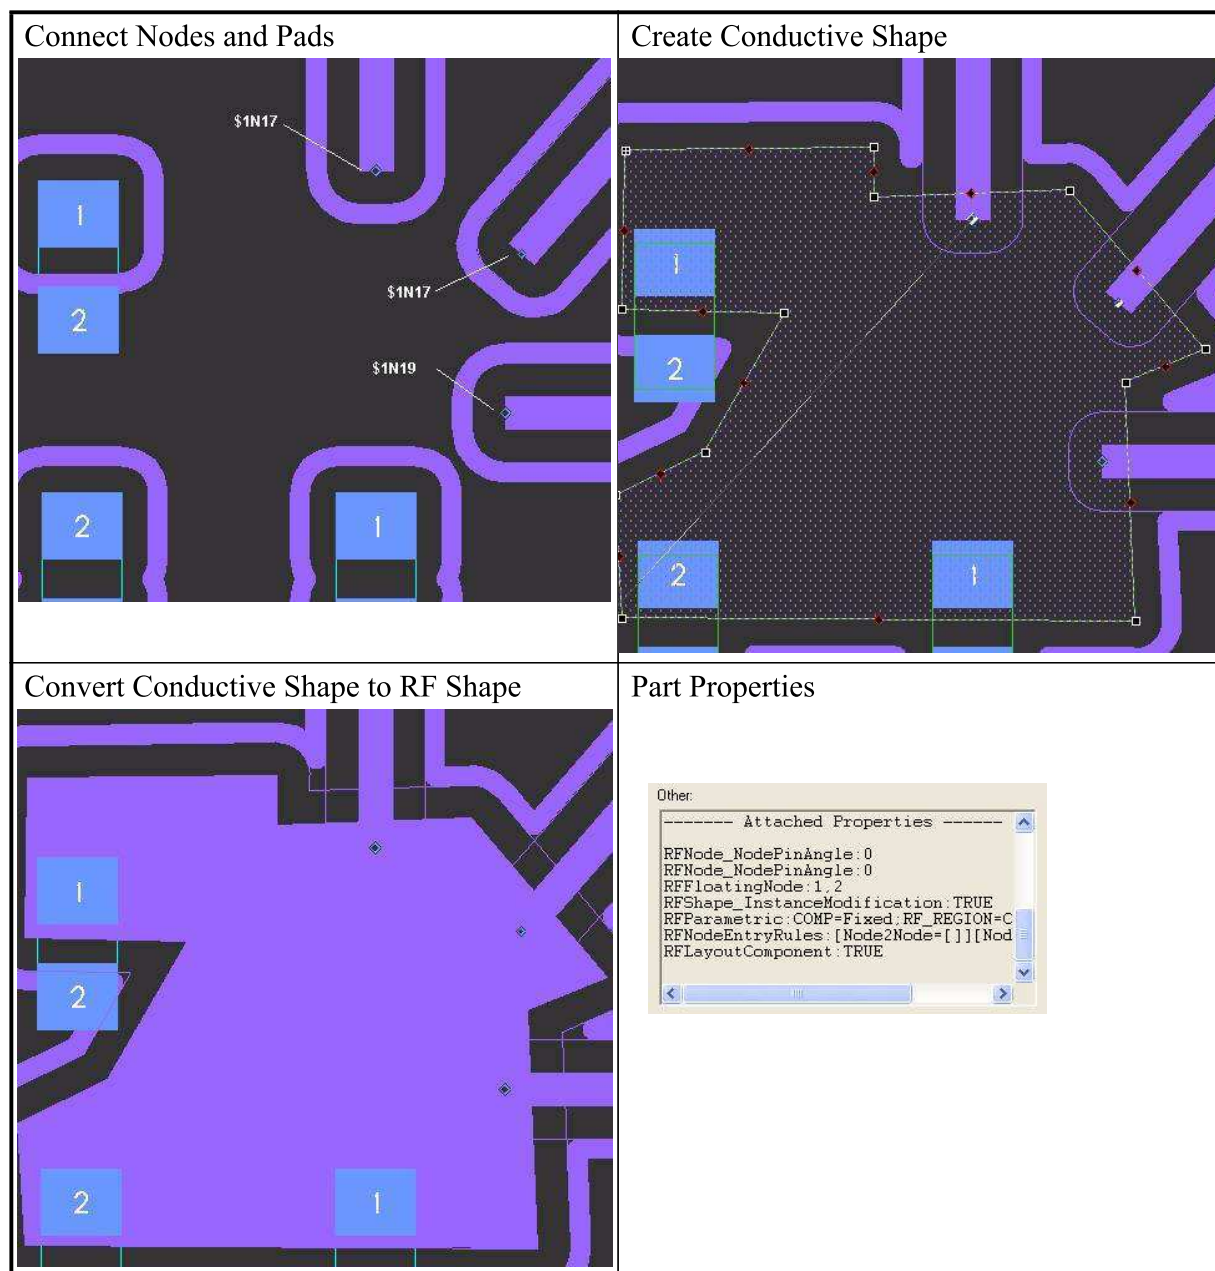 Connect Nodes and Pads
$1N17
1
$1N17
2
$1N19
2
1
Create Conductive Shape
1
2
2
1
Convert Conductive Shape to RF Shape
1
2
2
1
Part Properties
Other:
------- Attached Properties ------
RFNode_NodePinAngle:0
RFNode_NodePinAngle:0
RFFloatingNode:1,2
RFShape_InstanceModification:TRUE
RFParametric:COMP=Fixed;RF_REGION=C
RFNodeEntryRules:[Node2Node=[]][Nod
RFLayoutComponent:TRUE